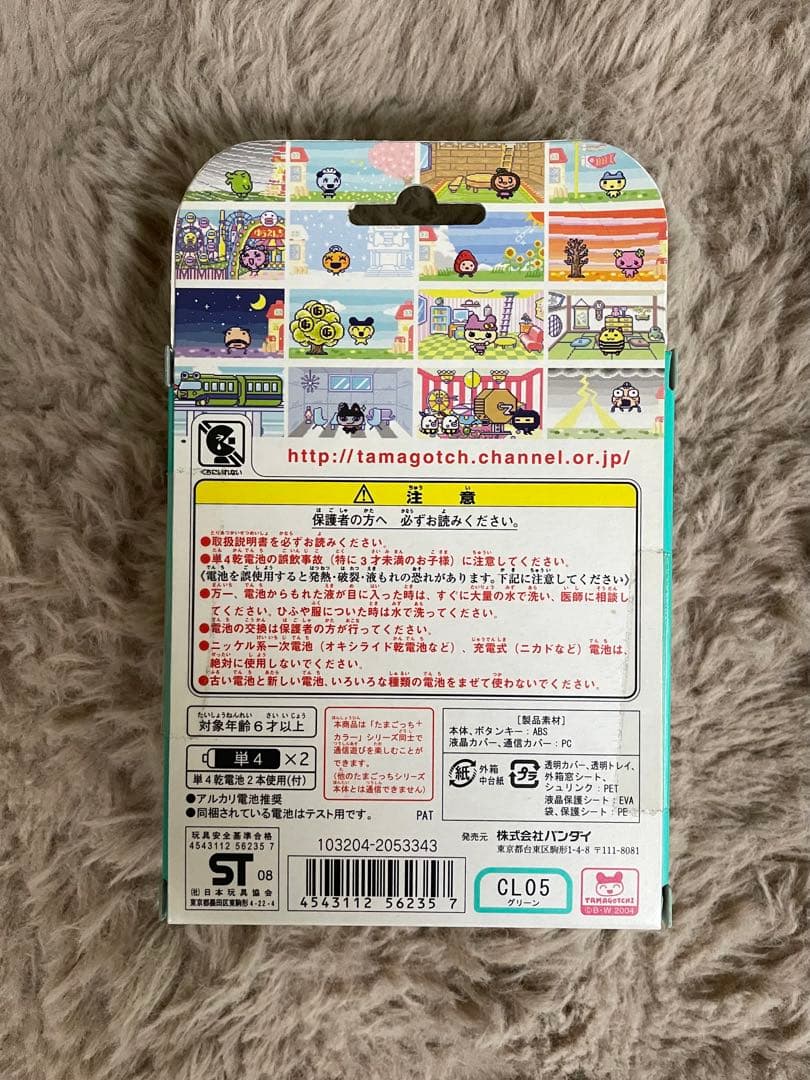 ゆうえんち
G G G
Z
くちにいれない
http://tamagotch.channel.or.jp/
注意
保護者の方へ 必ずお読みください。
●取扱説明書を必ずお読みください。
●単4乾電池の誤飲事故(特に3才未満のお子様)に注意してください。
〈電池を誤使用すると発熱・破裂・液もれの恐れがあります。下記に注意してください〉
●万一、電池からもれた液が目に入った時は、すぐに大量の水で洗い、医師に相談
してください。ひふや服についた時は水で洗ってください。
●電池の交換は保護者の方が行ってください。
●ニッケル系一次電池(オキシライド乾電池など)、充電式(ニカドなど)電池は、
絶対に使用しないでください。
●古い電池と新しい電池、いろいろな種類の電池をまぜて使わないでください。
対象年齢6才以上
単4 ×2
単4乾電池2本使用(付)
●アルカリ電池推奨
●同梱されている電池はテスト用です。
本商品は「たまごっち+
カラー」シリーズ同士で
通信遊びを楽しむことが
できます。
(他のたまごっちシリーズ
本体とは通信できません)
PAT
[製品素材]
本体、ボタンキー:ABS
液晶カバー、通信カバー:PC
紙
外箱
中台紙
プラ
透明カバー、透明トレイ、
外箱窓シート、
シュリンク:PET
液晶保護シート:EVA
袋、保護シート:PE
発売元 株式会社バンダイ
東京都台東区駒形1-4-8 〒111-8081
玩具安全基準合格
4543112 56235 7
ST 08
(社)日本玩具協会
東京都墨田区東駒形4-22-4
103204-2053343
4543112 562357
CL05
グリーン
TAMAGOTCHI
©B・W 2004